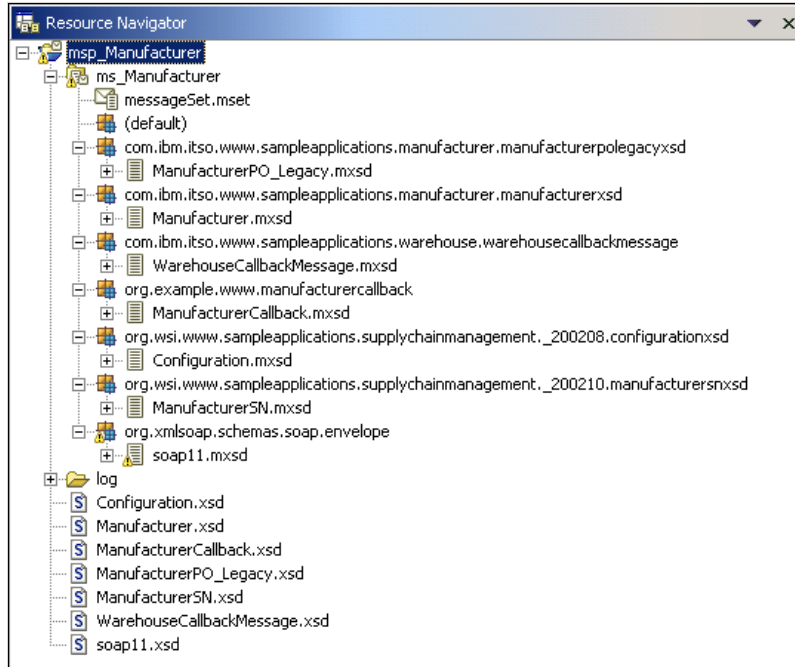 Resource Navigator
msp_Manufacturer
ms_Manufacturer
messageSet.mset
(default)
com.ibm.itso.www.sampleapplications.manufacturer.manufacturerpolegacyxsd
ManufacturerPO_Legacy.mxsd
com.ibm.itso.www.sampleapplications.manufacturer.manufacturerxsd
Manufacturer.mxsd
com.ibm.itso.www.sampleapplications.warehouse.warehousecallbackmessage
WarehouseCallbackMessage.mxsd
org.example.www.manufacturercallback
ManufacturerCallback.mxsd
org.wsi.www.sampleapplications.supplychainmanagement._200208.configurationxsd
Configuration.mxsd
org.wsi.www.sampleapplications.supplychainmanagement._200210.manufacturersnxsd
ManufacturerSN.mxsd
org.xmlsoap.schemas.soap.envelope
soap11.mxsd
log
Configuration.xsd
Manufacturer.xsd
ManufacturerCallback.xsd
ManufacturerPO_Legacy.xsd
ManufacturerSN.xsd
WarehouseCallbackMessage.xsd
soap11.xsd